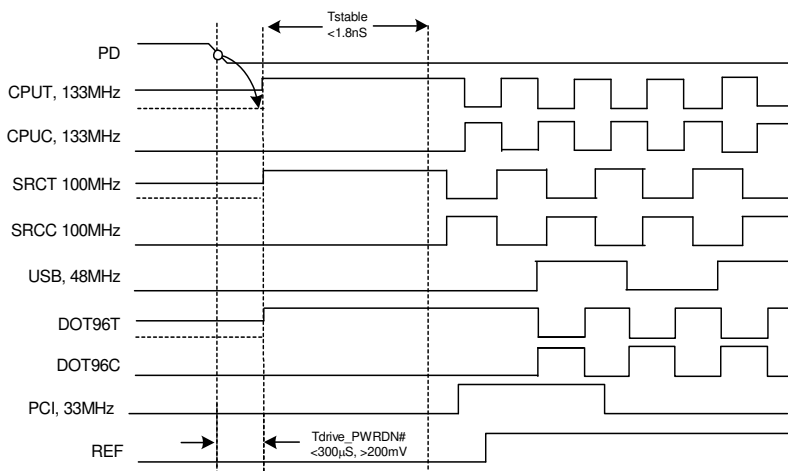 Tstable
<1.8nS
PD
CPUT, 133MHz
CPUC, 133MHz
SRCT 100MHz
SRCC 100MHz
USB, 48MHz
DOT96T
DOT96C
PCI, 33MHz
Tdrive_PWRDN#
<300µS, >200mV
REF